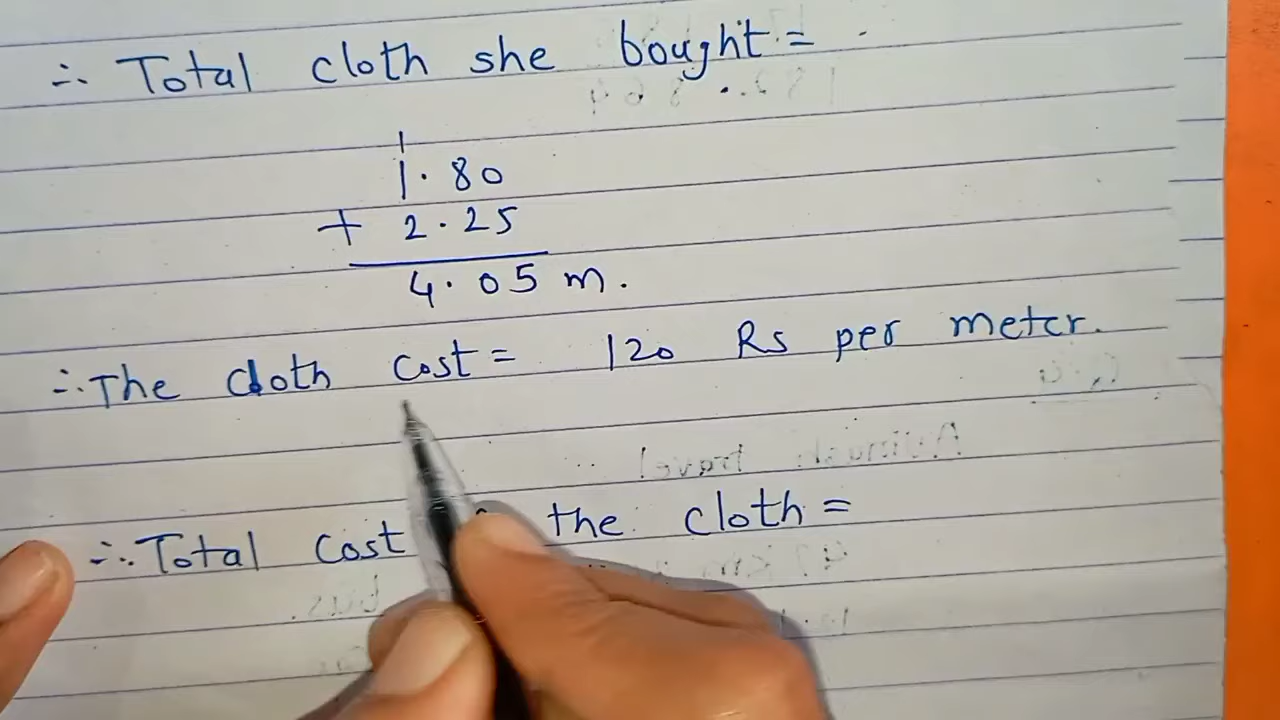 ∴ Total cloth she bought =
1
1.80
+ 2.25
4.05 m.
∴ The cloth cost = 120 Rs per meter.
∴ Total cost the cloth =